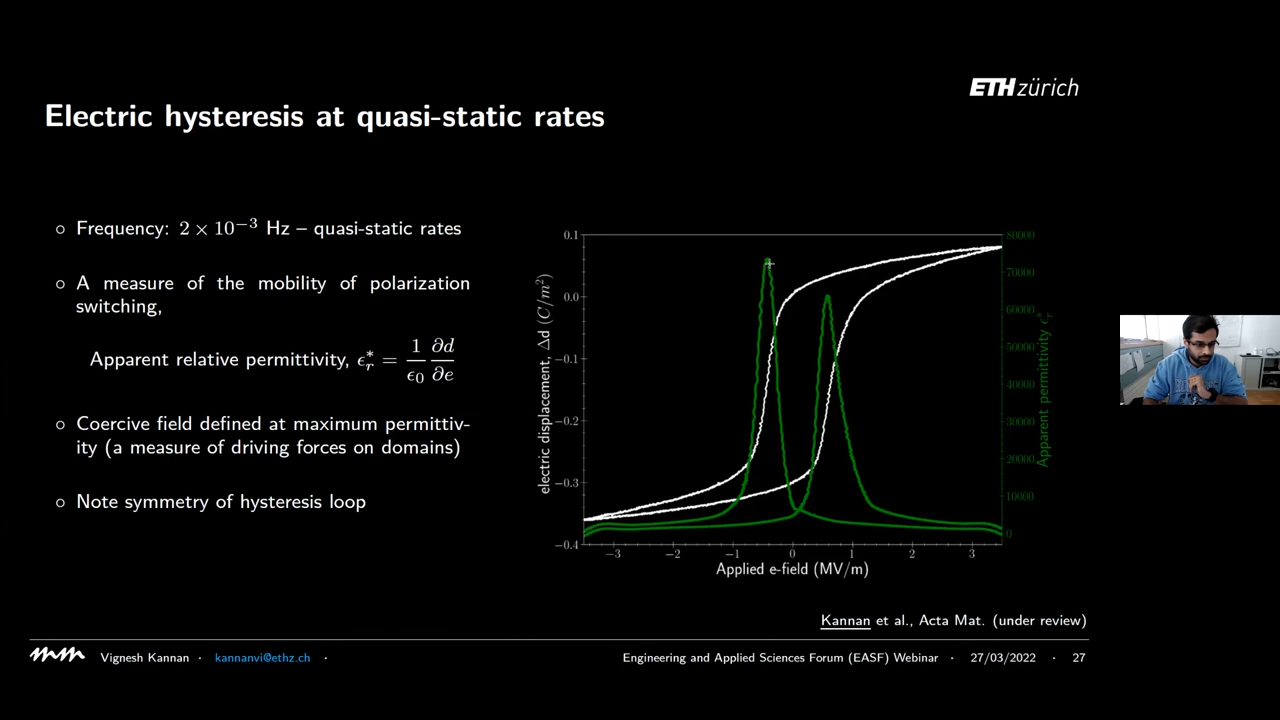 ETH zürich
Electric hysteresis at quasi-static rates
○ Frequency: 2 × 10⁻³ Hz – quasi-static rates
○ A measure of the mobility of polarization
switching,
Apparent relative permittivity, ϵ*ᵣ = 1/ϵ₀ ∂d/∂e
○ Coercive field defined at maximum permittiv-
ity (a measure of driving forces on domains)
○ Note symmetry of hysteresis loop
electric displacement, Δd (C/m²)
0.1
0.0
−0.1
−0.2
−0.3
−0.4
−3 −2 −1 0 1 2 3
Applied e-field (MV/m)
80000
70000
60000
50000
40000
30000
20000
10000
0
Apparent permittivity ϵ*ᵣ
Kannan et al., Acta Mat. (under review)
Vignesh Kannan · kannanvi@ethz.ch ·
Engineering and Applied Sciences Forum (EASF) Webinar · 27/03/2022 · 27